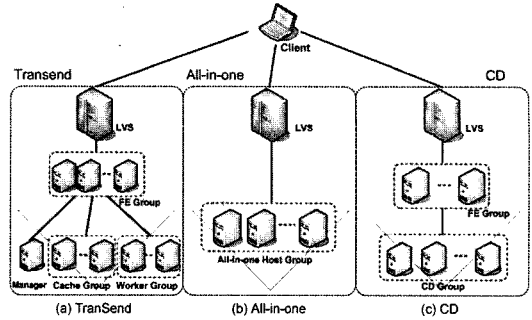 Client
Transend
All-in-one
CD
LVS
LVS
LVS
FE Group
FE Group
Manager
Cache Group
Worker Group
All-in-one Host Group
CD Group
(a) TranSend
(b) All-in-one
(c) CD